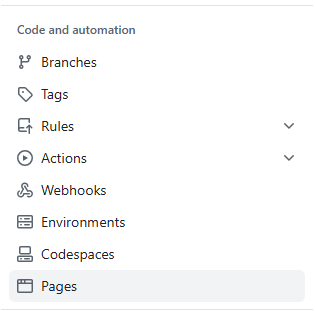 Code and automation
Branches
Tags
Rules
Actions
Webhooks
Environments
Codespaces
Pages